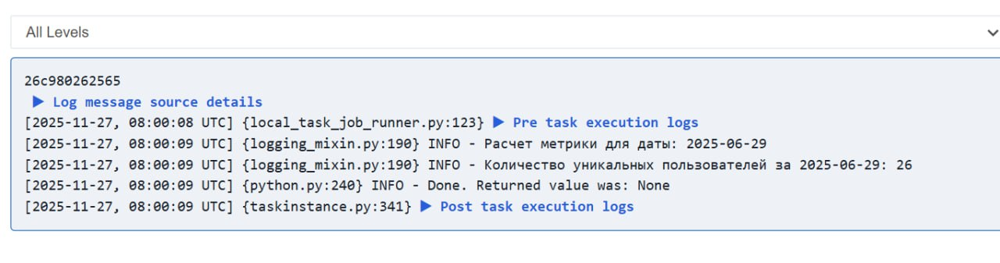 All Levels
26c980262565
▶ Log message source details
[2025-11-27, 08:00:08 UTC] {local_task_job_runner.py:123} ▶ Pre task execution logs
[2025-11-27, 08:00:09 UTC] {logging_mixin.py:190} INFO - Расчет метрики для даты: 2025-06-29
[2025-11-27, 08:00:09 UTC] {logging_mixin.py:190} INFO - Количество уникальных пользователей за 2025-06-29: 26
[2025-11-27, 08:00:09 UTC] {python.py:240} INFO - Done. Returned value was: None
[2025-11-27, 08:00:09 UTC] {taskinstance.py:341} ▶ Post task execution logs